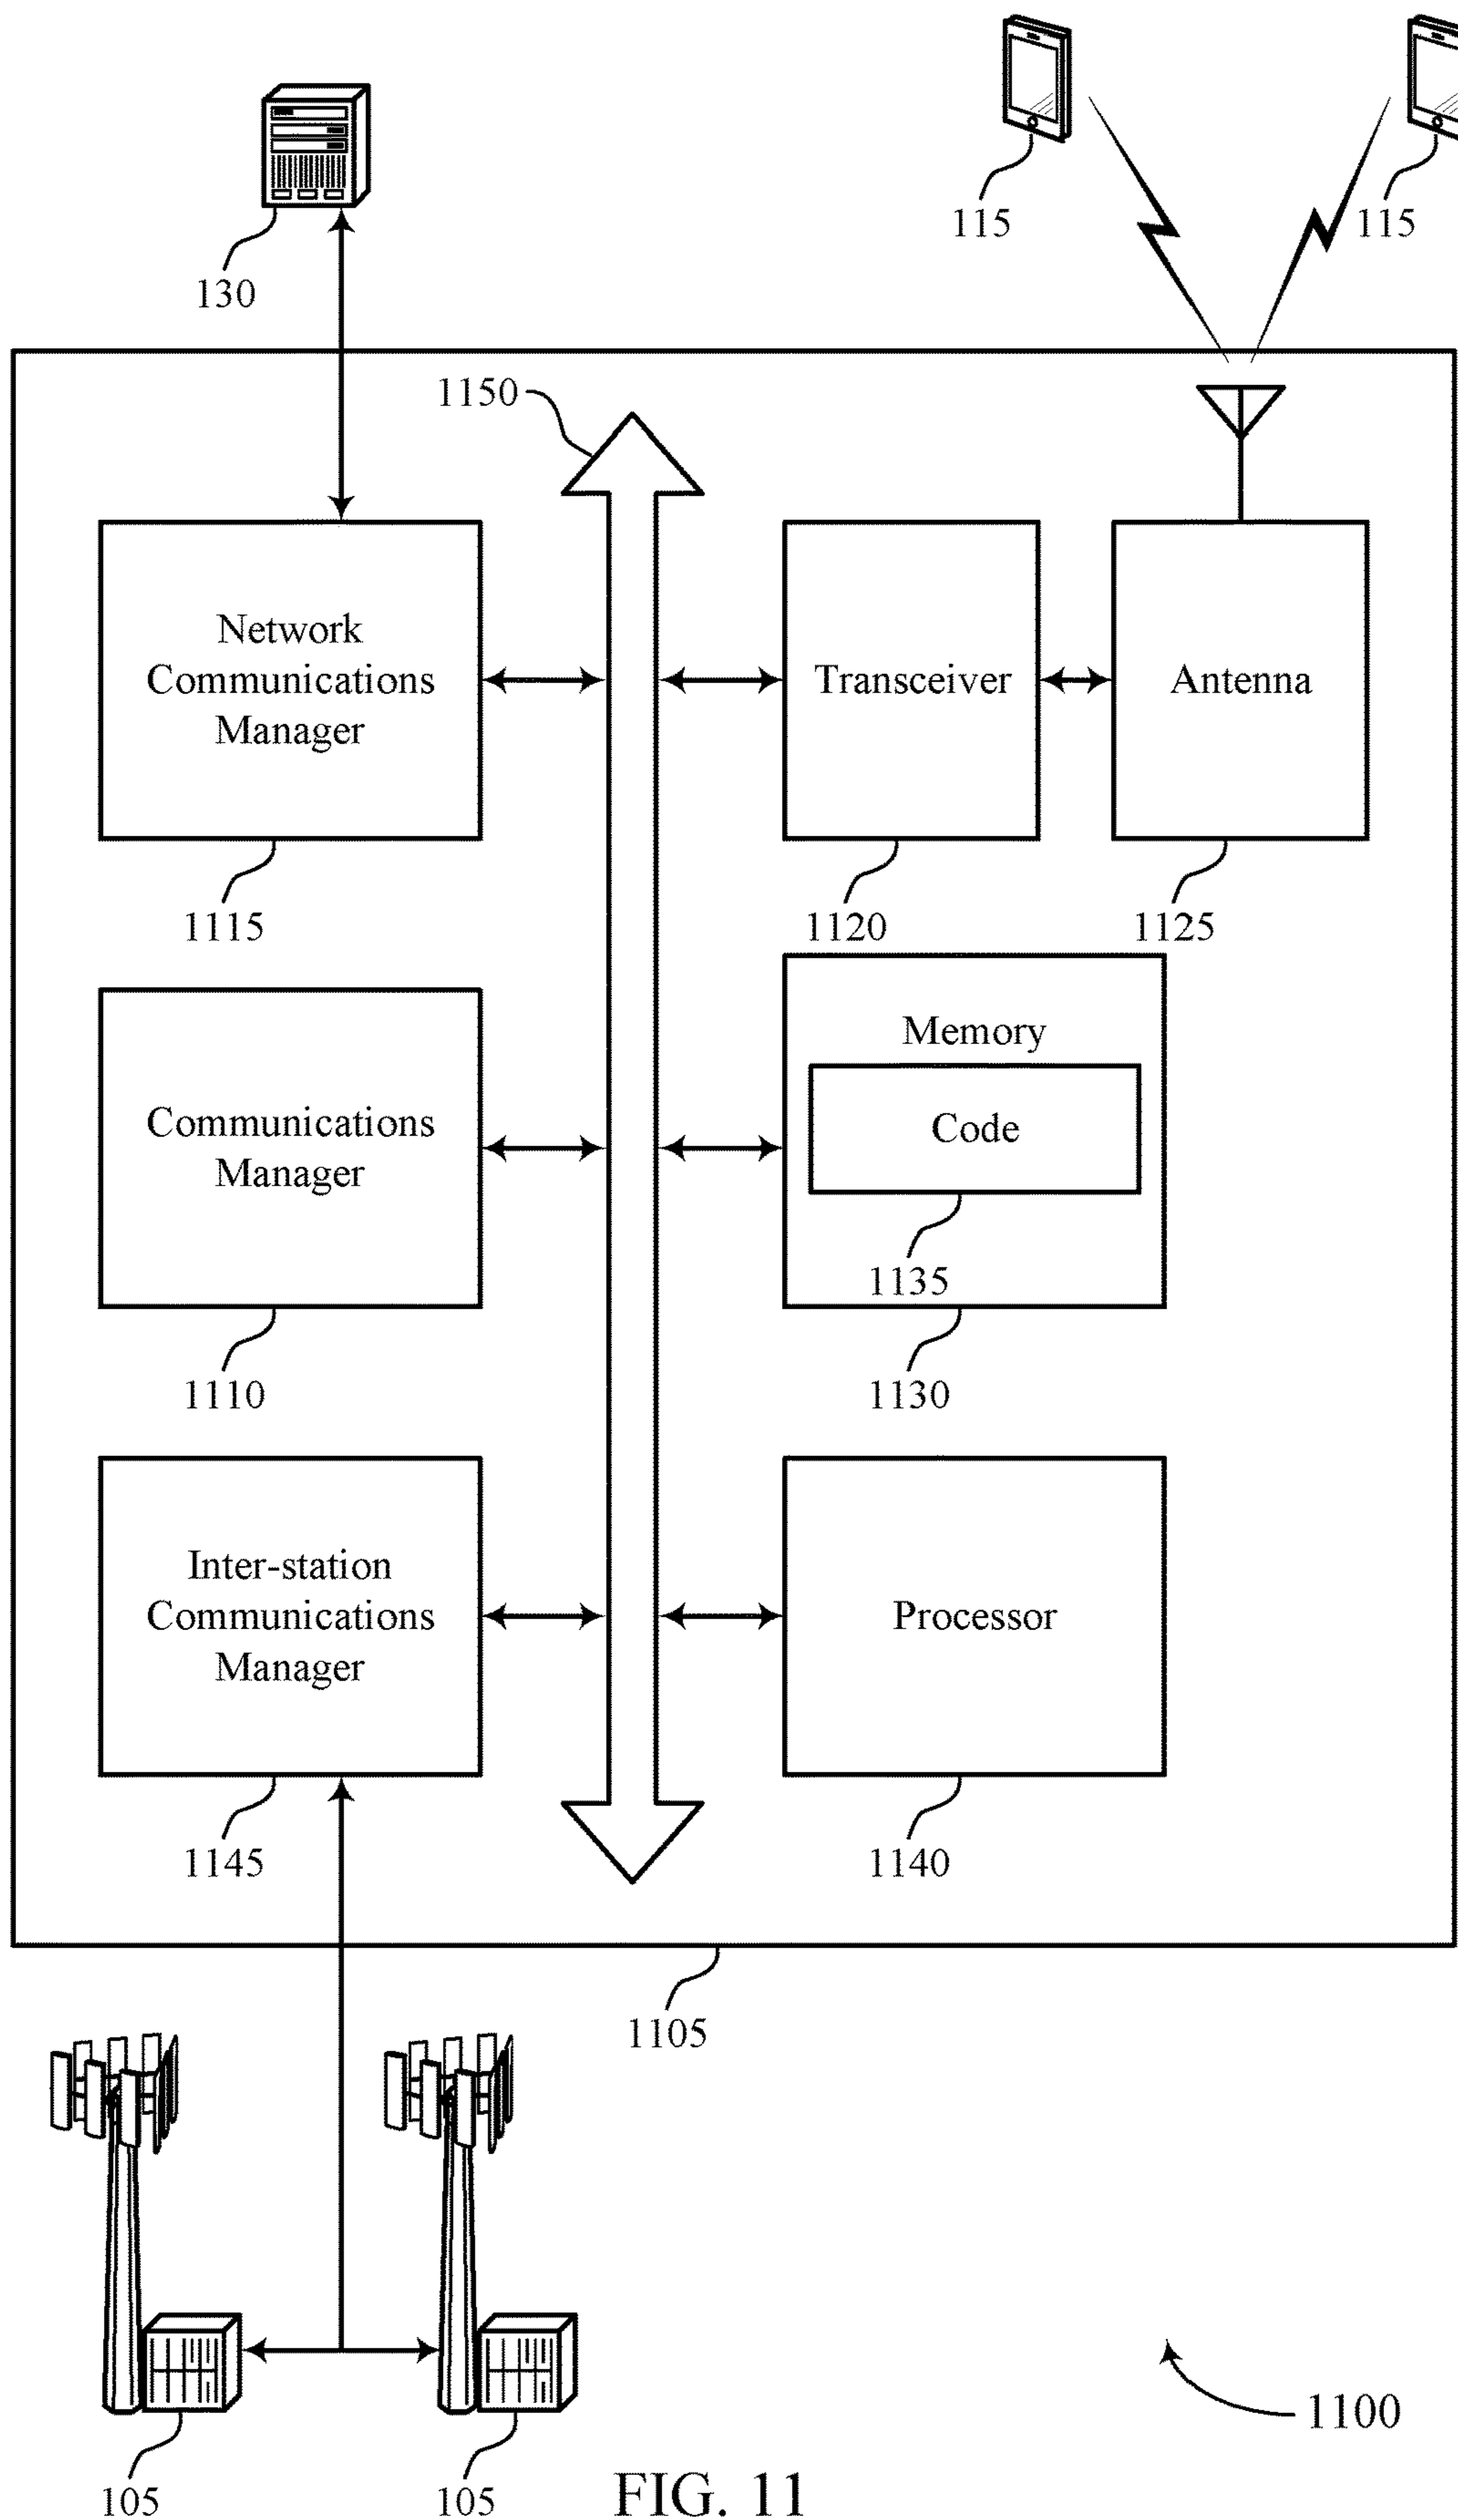 115
115
130
1150
Network
Communications
Manager
Transceiver
Antenna
1115
1120
1125
Memory
Communications
Manager
Code
1135
1110
1130
Inter-station
Communications
Manager
Processor
1145
1140
1105
1100
105
105
FIG. 11